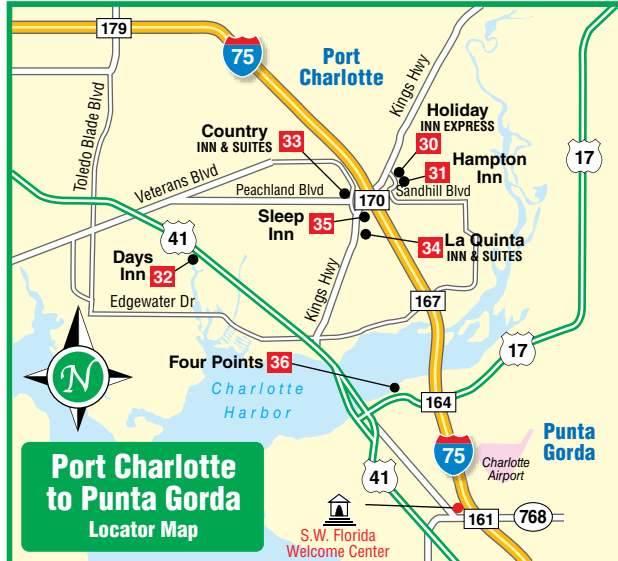 179
75
Port
Charlotte
Kings Hwy
Toledo Blade Blvd
Holiday
INN EXPRESS
30
Country
INN & SUITES 33
31 Hampton
Inn
17
Veterans Blvd
Peachland Blvd
170
Sandhill Blvd
41
Sleep
Inn 35
34 La Quinta
INN & SUITES
Days
Inn 32
Kings Hwy
Edgewater Dr
167
17
N
Four Points 36
Charlotte
Harbor
164
Punta
Gorda
75
Charlotte
Airport
Port Charlotte
to Punta Gorda
Locator Map
41
161
768
S.W. Florida
Welcome Center